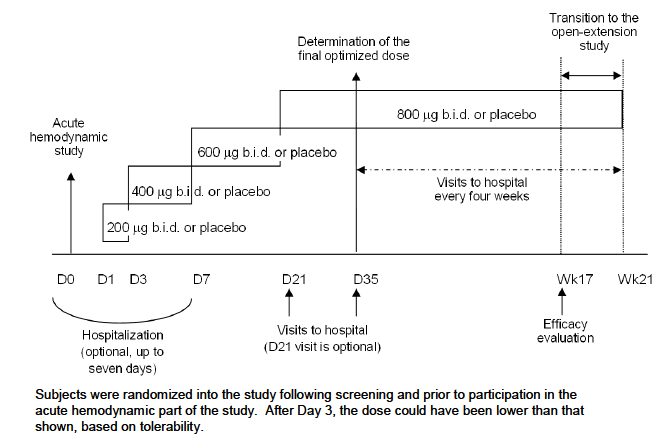 Transition to the
open-extension
study
Determination of the
final optimized dose
Acute
hemodynamic
study
800 µg b.i.d. or placebo
600 µg b.i.d. or placebo
400 µg b.i.d. or placebo
200 µg b.i.d. or placebo
Visits to hospital
every four weeks
D0 D1 D3 D7 D21 D35 Wk17 Wk21
Hospitalization
(optional, up to
seven days)
Visits to hospital
(D21 visit is optional)
Efficacy
evaluation
Subjects were randomized into the study following screening and prior to participation in the
acute hemodynamic part of the study. After Day 3, the dose could have been lower than that
shown, based on tolerability.